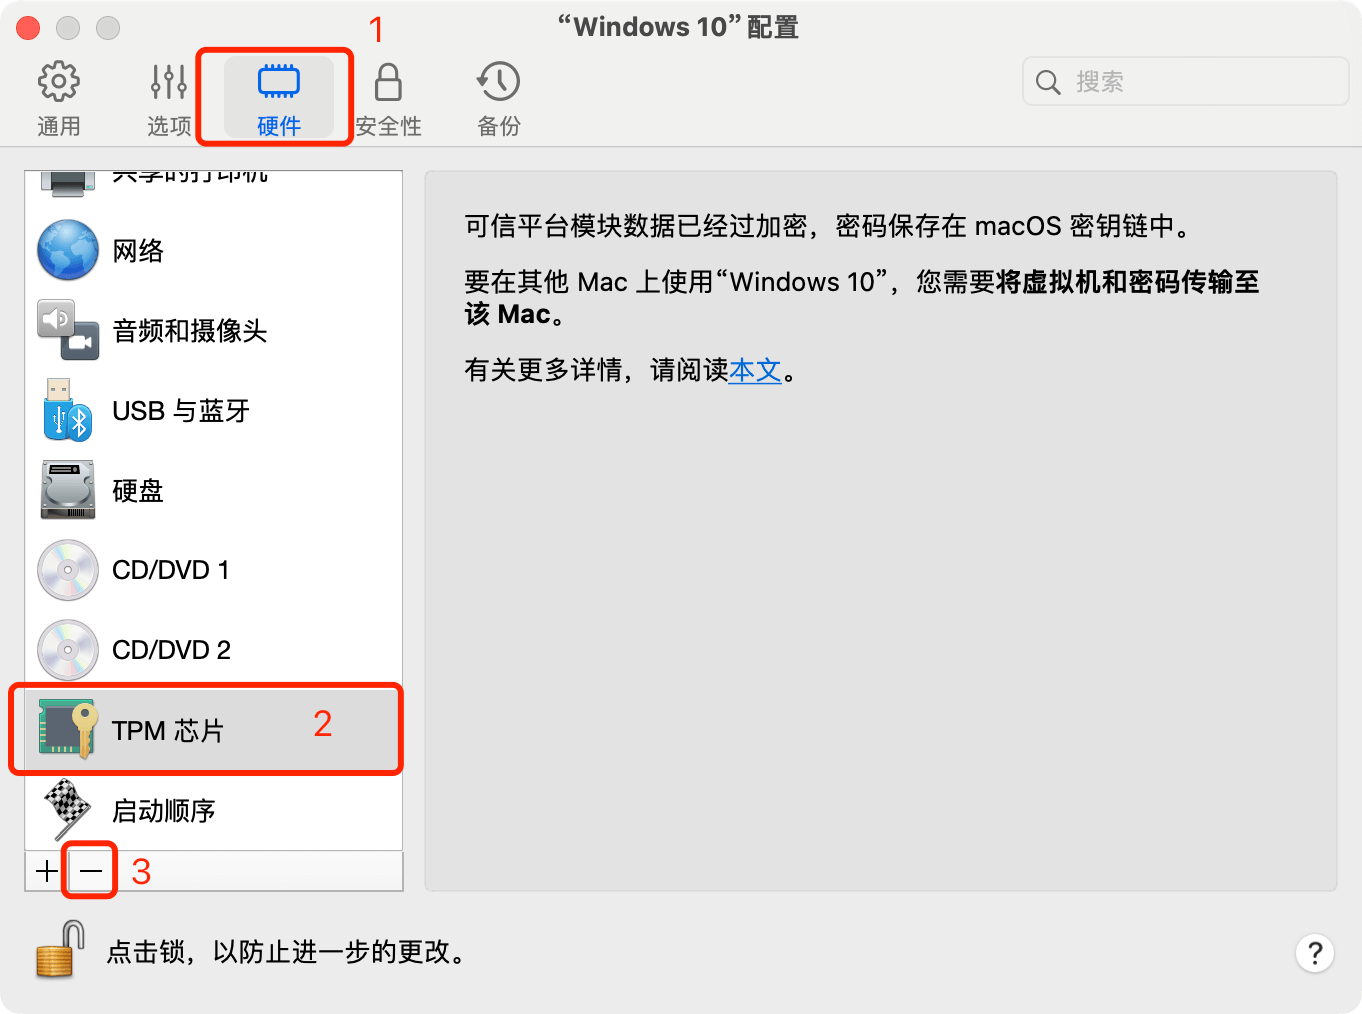 1
“Windows 10”配置
通用
选项
硬件
安全性
备份
搜索
共享的打印机
网络
音频和摄像头
USB 与蓝牙
硬盘
CD/DVD 1
CD/DVD 2
TPM 芯片
2
启动顺序
3
可信平台模块数据已经过加密，密码保存在 macOS 密钥链中。
要在其他 Mac 上使用“Windows 10”，您需要将虚拟机和密码传输至
该 Mac。
有关更多详情，请阅读本文。
点击锁，以防止进一步的更改。
?